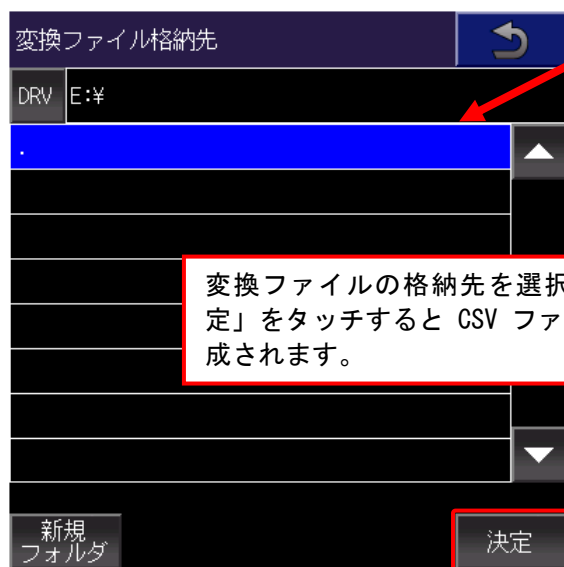 変換ファイル格納先
DRV E:¥
.
変換ファイルの格納先を選択
定」をタッチすると CSV ファ
成されます。
新規
フォルダ
決定